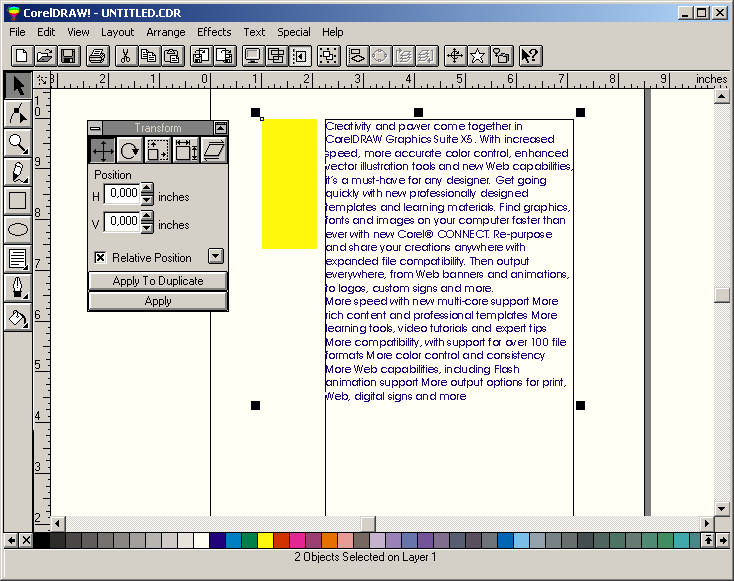 CorelDRAW! - UNTITLED.CDR
File Edit View Layout Arrange Effects Text Special Help
3 2 1 0 1 2 3 4 5 6 7 8 9 inches
10
9
8
7
6
5
4
3
2
Transform
Position
H 0,000 inches
V 0,000 inches
Relative Position
Apply To Duplicate
Apply
Creativity and power come together in
CorelDRAW Graphics Suite X5. With increased
speed, more accurate color control, enhanced
vector illustration tools and new Web capabilities,
it's a must-have for any designer. Get going
quickly with new professionally designed
templates and learning materials. Find graphics,
fonts and images on your computer faster than
ever with new Corel® CONNECT. Re-purpose
and share your creations anywhere with
expanded file compatibility. Then output
everywhere, from Web banners and animations,
to logos, custom signs and more.
More speed with new multi-core support More
rich content and professional templates More
learning tools, video tutorials and expert tips
More compatibility, with support for over 100 file
formats More color control and consistency
More Web capabilities, including Flash
animation support More output options for print,
Web, digital signs and more
2 Objects Selected on Layer 1